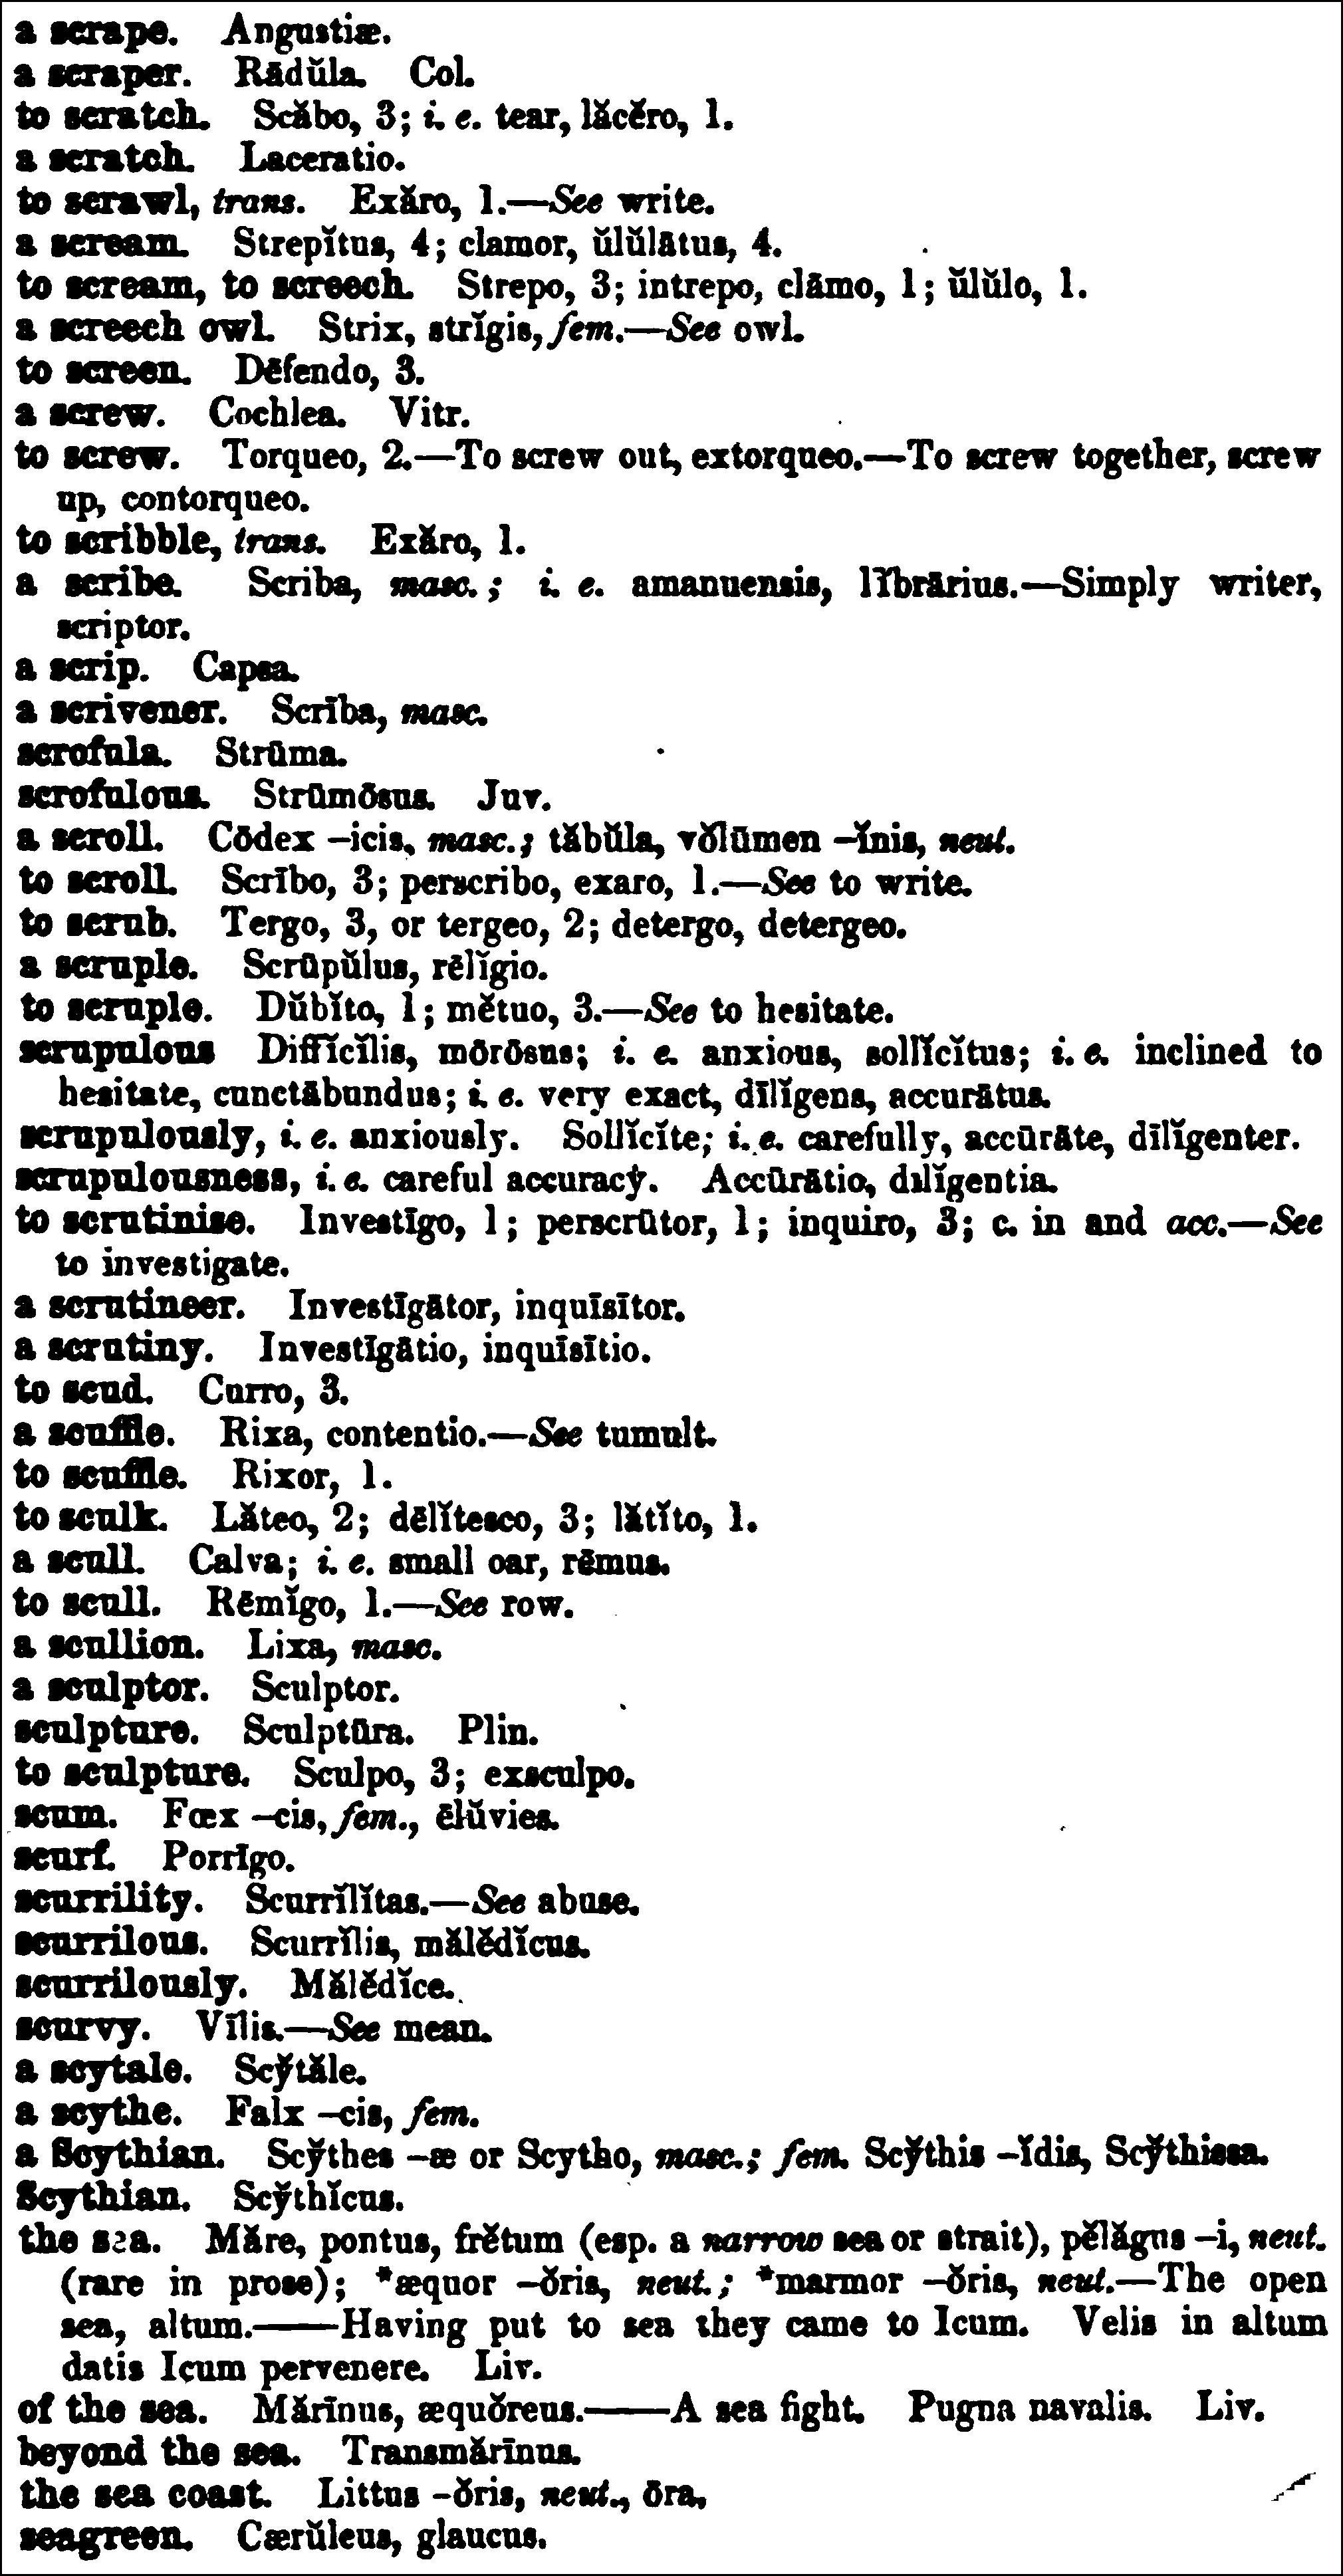 a scrape. Angustiæ.
a scraper. Rādŭla. Col.
to scratch. Scăbo, 3; i. e. tear, lăcĕro, 1.
a scratch. Laceratio.
to scrawl, trans. Exăro, 1.—See write.
a scream. Strepĭtus, 4; clamor, ŭlŭlātus, 4.
to scream, to screech. Strepo, 3; intrepo, clāmo, 1; ŭlŭlo, 1.
a screech owl. Strix, strĭgis, fem.—See owl.
to screen. Dēfendo, 3.
a screw. Cochlea. Vitr.
to screw. Torqueo, 2.—To screw out, extorqueo.—To screw together, screw
up, contorqueo.
to scribble, trans. Exăro, 1.
a scribe. Scriba, masc.; i. e. amanuensis, lībrārius.—Simply writer,
scriptor.
a scrip. Capsa.
a scrivener. Scrība, masc.
scrofula. Strūma.
scrofulous. Strūmōsus. Juv.
a scroll. Cōdex -icis, masc.; tăbŭla, vŏlūmen -ĭnis, neut.
to scroll. Scrībo, 3; perscribo, exaro, 1.—See to write.
to scrub. Tergo, 3, or tergeo, 2; detergo, detergeo.
a scruple. Scrūpŭlus, rēlĭgio.
to scruple. Dŭbĭto, 1; mĕtuo, 3.—See to hesitate.
scrupulous Diffĭcĭlis, mōrōsus; i. e. anxious, sollĭcĭtus; i. e. inclined to
hesitate, cunctābundus; i. e. very exact, dīlĭgens, accurātus.
scrupulously, i. e. anxiously. Sollĭcĭte; i. e. carefully, accūrāte, dīlĭgenter.
scrupulousness, i. e. careful accuracy. Accūrātio, dılĭgentia.
to scrutinise. Investīgo, 1; perscrūtor, 1; inquiro, 3; c. in and acc.—See
to investigate.
a scrutineer. Investīgātor, inquīsītor.
a scrutiny. Investīgātio, inquīsītio.
to scud. Curro, 3.
a scuffle. Rixa, contentio.—See tumult.
to scuffle. Rixor, 1.
to sculk. Lăteo, 2; dēlĭtesco, 3; lătĭto, 1.
a scull. Calva; i. e. small oar, rēmus.
to scull. Rēmĭgo, 1.—See row.
a scullion. Lixa, masc.
a sculptor. Sculptor.
sculpture. Sculptūra. Plin.
to sculpture. Sculpo, 3; exsculpo.
scum. Fœx -cis, fem., ēlŭvies.
scurf. Porrīgo.
scurrility. Scurrīlĭtas.—See abuse.
scurrilous. Scurrīlis, mălĕdĭcus.
scurrilously. Mălĕdĭce.
scurvy. Vīlis.—See mean.
a scytale. Scy̆tăle.
a scythe. Falx -cis, fem.
a Scythian. Scy̆thes -æ or Scytho, masc.; fem. Scy̆this -ĭdis, Scy̆thissa.
Scythian. Scy̆thĭcus.
the sea. Măre, pontus, frĕtum (esp. a narrow sea or strait), pĕlăgus -i, neut.
(rare in prose); *æquor -ŏris, neut.; *marmor -ŏris, neut.—The open
sea, altum.——Having put to sea they came to Icum. Velis in altum
datis Icum pervenere. Liv.
of the sea. Mărīnus, æquŏreus.——A sea fight. Pugna navalis. Liv.
beyond the sea. Transmărīnus.
the sea coast. Littus -ŏris, neut., ōra,
seagreen. Cærŭleus, glaucus.